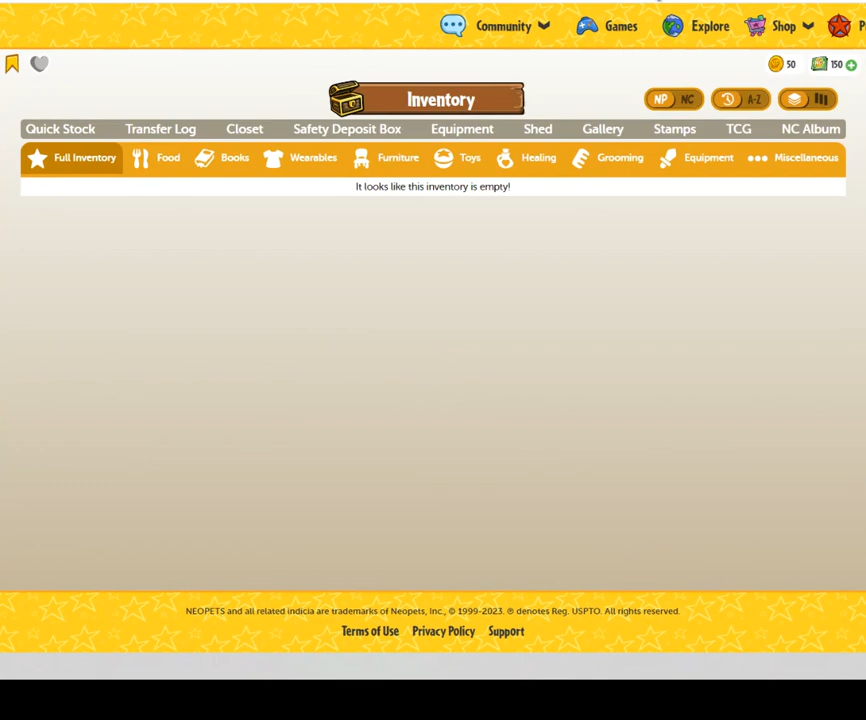 Community Games Explore Shop
50 150
Inventory NP NC A-Z
Quick Stock Transfer Log Closet Safety Deposit Box Equipment Shed Gallery Stamps TCG NC Album
Full Inventory Food Books Wearables Furniture Toys Healing Grooming Equipment Miscellaneous
It looks like this inventory is empty!
NEOPETS and all related indicia are trademarks of Neopets, Inc., © 1999-2023. ® denotes Reg. USPTO. All rights reserved.
Terms of Use Privacy Policy Support